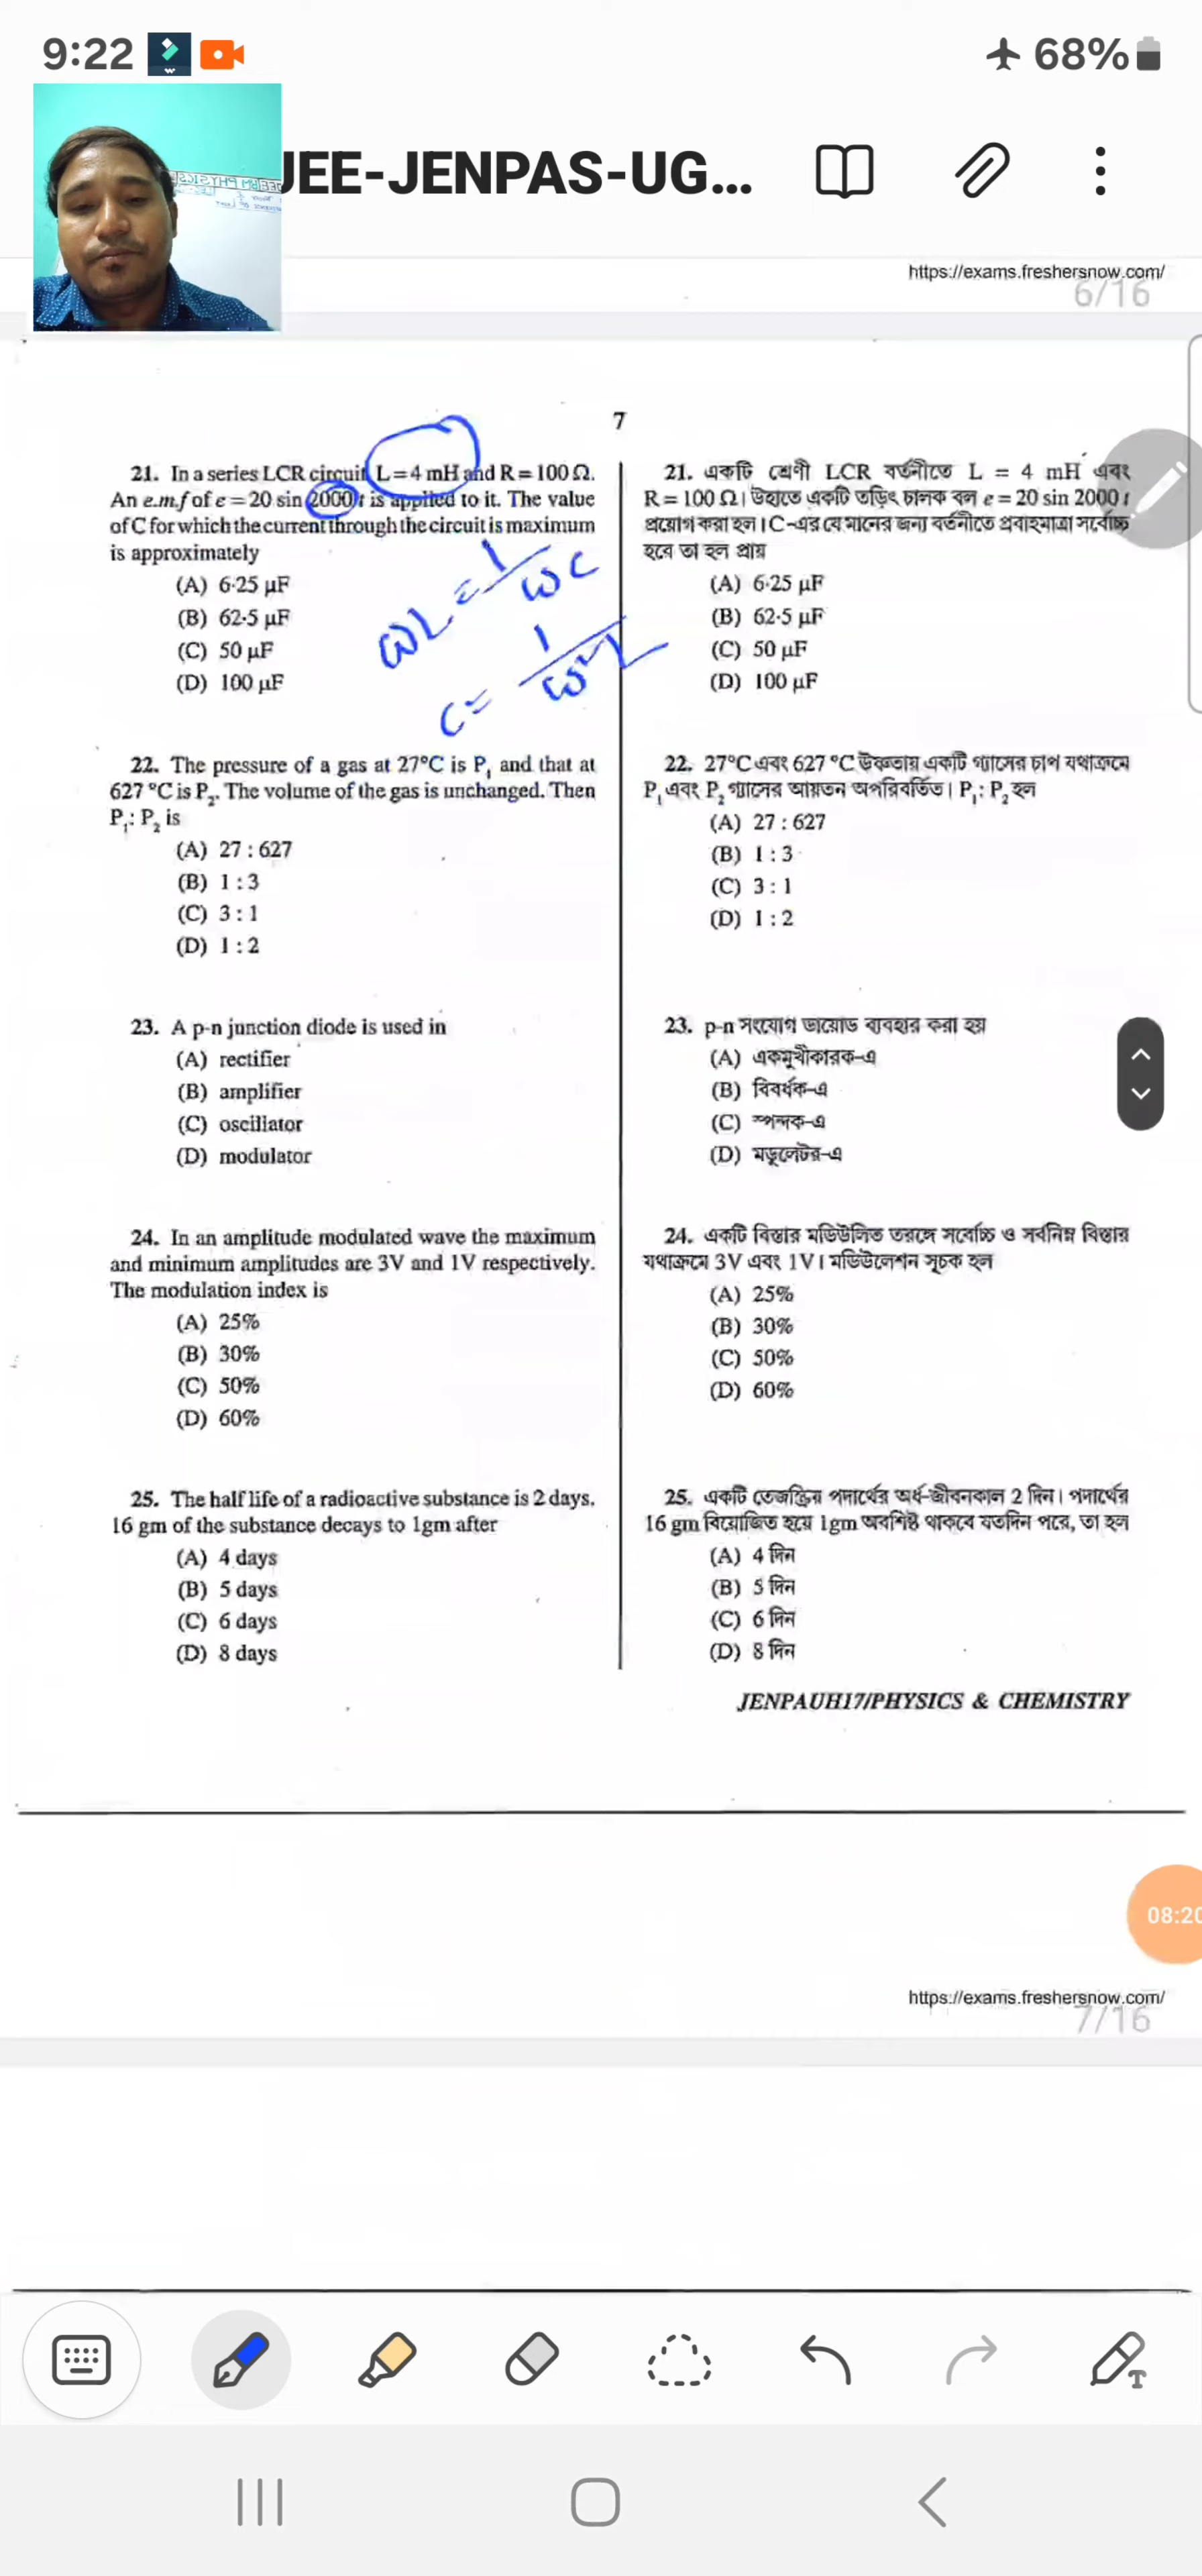 9:22
68%
JEE-JENPAS-UG...
https://exams.freshersnow.com/
6/16
7
21. In a series LCR circuit L = 4 mH and R = 100 Ω.
An e.m.f of e = 20 sin 2000 t is applied to it. The value
of C for which the current through the circuit is maximum
is approximately
(A) 6·25 µF
(B) 62·5 µF
(C) 50 µF
(D) 100 µF
ωL = 1/ωC
C = 1/ω²L
22. The pressure of a gas at 27°C is P₁ and that at
627 °C is P₂. The volume of the gas is unchanged. Then
P₁: P₂ is
(A) 27 : 627
(B) 1 : 3
(C) 3 : 1
(D) 1 : 2
23. A p-n junction diode is used in
(A) rectifier
(B) amplifier
(C) oscillator
(D) modulator
24. In an amplitude modulated wave the maximum
and minimum amplitudes are 3V and 1V respectively.
The modulation index is
(A) 25%
(B) 30%
(C) 50%
(D) 60%
25. The half life of a radioactive substance is 2 days.
16 gm of the substance decays to 1gm after
(A) 4 days
(B) 5 days
(C) 6 days
(D) 8 days
21. একটি শ্রেণী LCR বর্তনীতে L = 4 mH এবং
R = 100 Ω। উহাতে একটি তড়িৎ চালক বল e = 20 sin 2000 t
প্রয়োগ করা হল। C-এর যে মানের জন্য বর্তনীতে প্রবাহমাত্রা সর্বোচ্চ
হবে তা হল প্রায়
(A) 6·25 µF
(B) 62·5 µF
(C) 50 µF
(D) 100 µF
22. 27°C এবং 627 °C উষ্ণতায় একটি গ্যাসের চাপ যথাক্রমে
P₁ এবং P₂ গ্যাসের আয়তন অপরিবর্তিত। P₁: P₂ হল
(A) 27 : 627
(B) 1 : 3
(C) 3 : 1
(D) 1 : 2
23. p-n সংযোগ ডায়োড ব্যবহার করা হয়
(A) একমুখীকারক-এ
(B) বিবর্ধক-এ
(C) স্পন্দক-এ
(D) মডুলেটর-এ
24. একটি বিস্তার মডিউলিত তরঙ্গে সর্বোচ্চ ও সর্বনিম্ন বিস্তার
যথাক্রমে 3V এবং 1V। মডিউলেশন সূচক হল
(A) 25%
(B) 30%
(C) 50%
(D) 60%
25. একটি তেজস্ক্রিয় পদার্থের অর্ধ-জীবনকাল 2 দিন। পদার্থের
16 gm বিয়োজিত হয়ে 1gm অবশিষ্ট থাকবে যতদিন পরে, তা হল
(A) 4 দিন
(B) 5 দিন
(C) 6 দিন
(D) 8 দিন
JENPAUH17/PHYSICS & CHEMISTRY
08:20
https://exams.freshersnow.com/
7/16
T